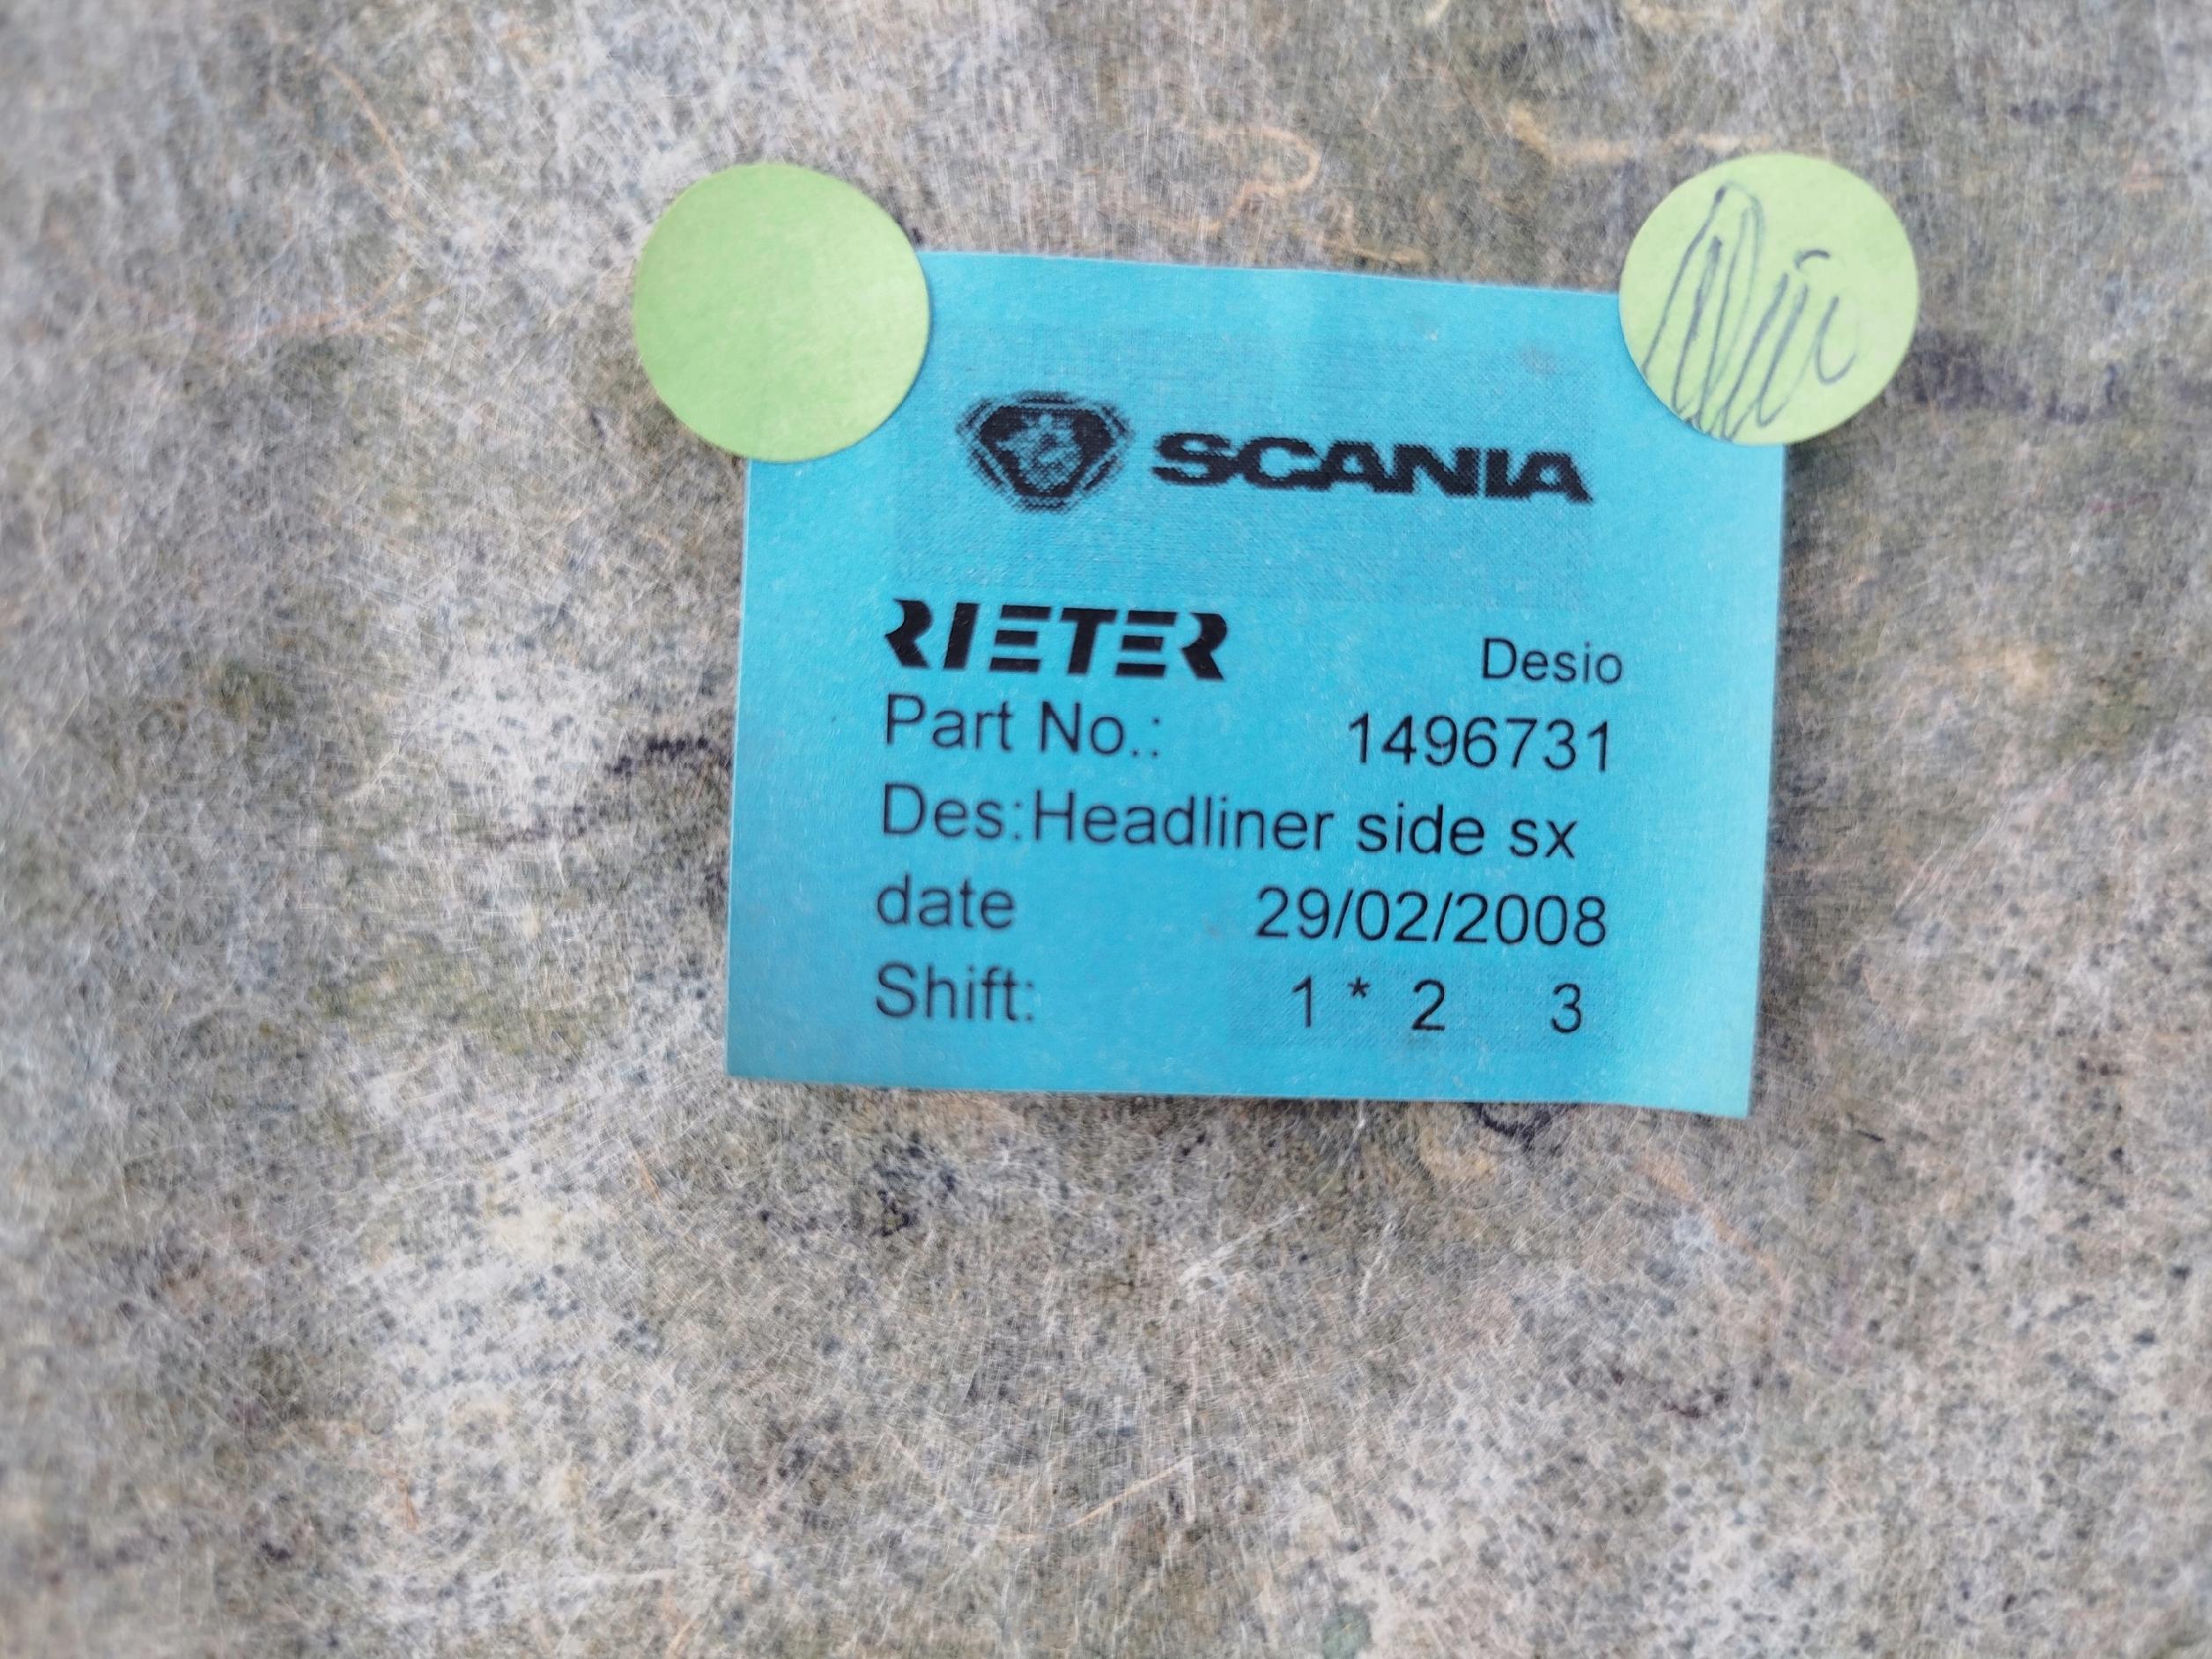 SCANIA
RIETER Desio
Part No.: 1496731
Des:Headliner side sx
date 29/02/2008
Shift: 1 * 2 3